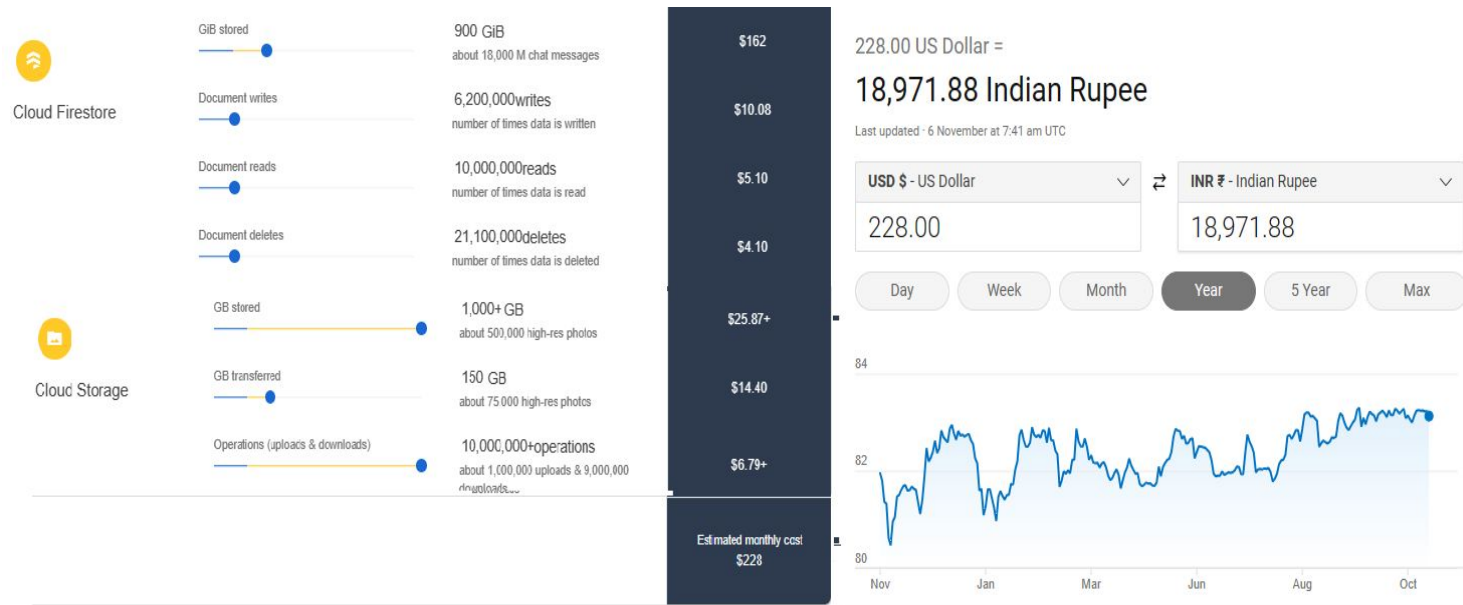 GiB stored
900 GiB
about 18,000 M chat messages
$162
Cloud Firestore
Document writes
6,200,000writes
number of times data is written
$10.08
Document reads
10,000,000reads
number of times data is read
$5.10
Document deletes
21,100,000deletes
number of times data is deleted
$4.10
GB stored
1,000+ GB
about 500,000 high-res photos
$25.87+
Cloud Storage
GB transferred
150 GB
about 75 000 high-res photos
$14.40
Operations (uploads & downloads)
10,000,000+operations
about 1,000,000 uploads & 9,000,000
downloads
$6.79+
Estimated monthly cost
$228
228.00 US Dollar =
18,971.88 Indian Rupee
Last updated · 6 November at 7:41 am UTC
USD $ - US Dollar
INR ₹ - Indian Rupee
228.00
18,971.88
Day Week Month Year 5 Year Max
84
82
80
Nov Jan Mar Jun Aug Oct